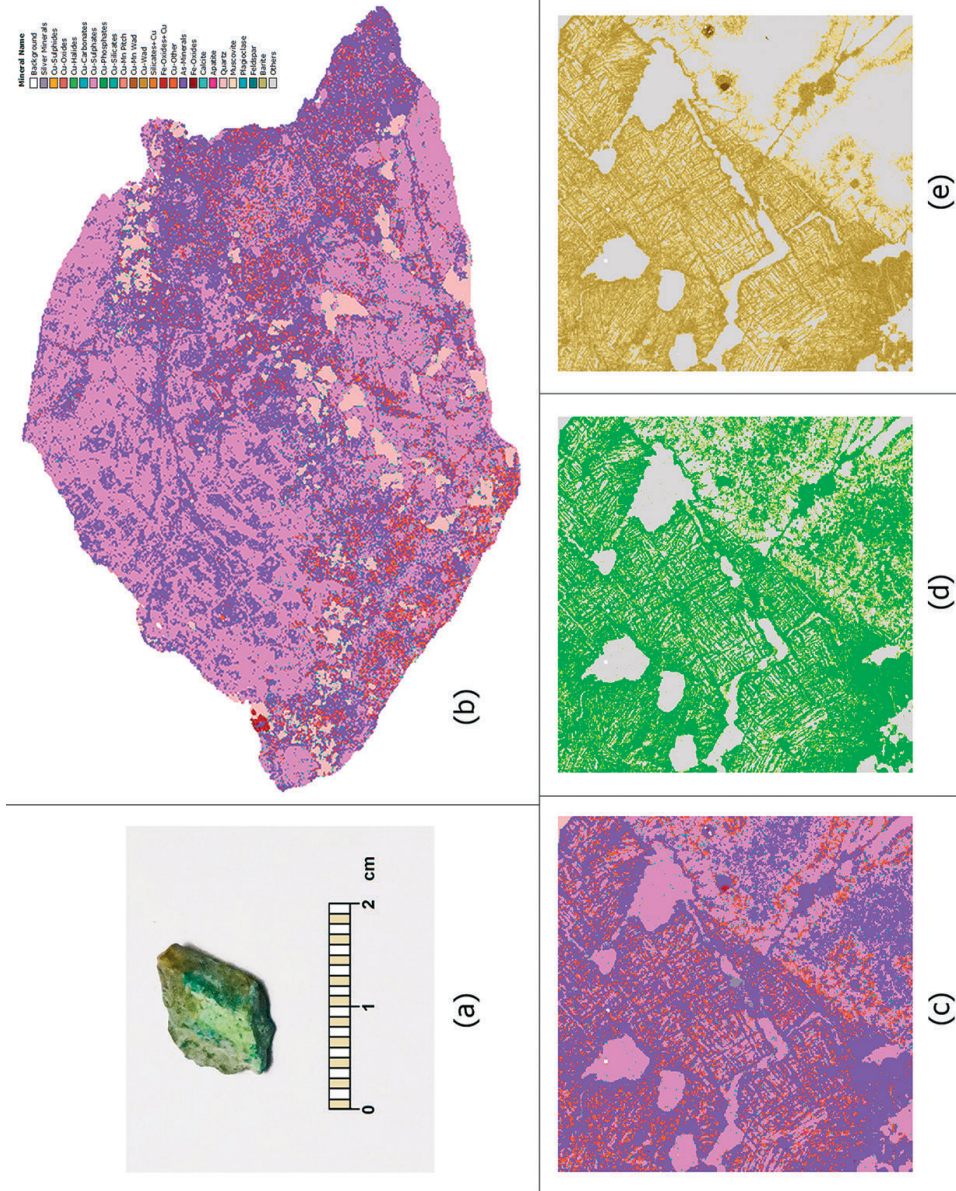 Mineral Name
Background
Silver Minerals
Cu-Sulphides
Cu-Oxides
Cu-Halides
Cu-Carbonates
Cu-Sulphates
Cu-Phosphates
Cu-Silicates
Cu-Mn Pitch
Cu-Mn Wad
Cu-Wad
Silicates+Cu
Fe-Oxides+Cu
Cu-Other
As-Minerals
Fe-Oxides
Calcite
Apatite
Quartz
Muscovite
Plagioclase
Feldspar
Barite
Others
(b)
0 1 2 cm
(a)
(c)
(d)
(e)